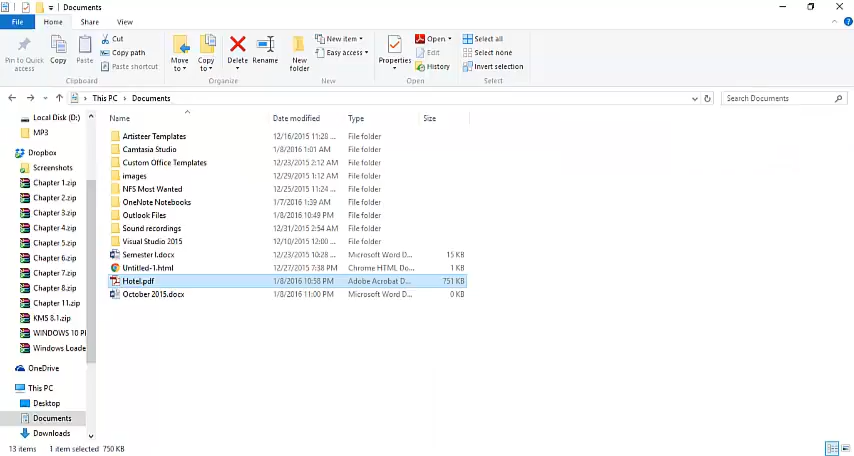 Documents
File Home Share View
Pin to Quick access
Copy
Paste
Cut
Copy path
Paste shortcut
Clipboard
Move to
Copy to
Delete
Rename
Organize
New folder
New item
Easy access
New
Properties
Open
Edit
History
Open
Select all
Select none
Invert selection
Select
This PC Documents
Search Documents
Local Disk (D:)
MP3
Dropbox
Screenshots
Chapter 1.zip
Chapter 2.zip
Chapter 3.zip
Chapter 4.zip
Chapter 5.zip
Chapter 6.zip
Chapter 7.zip
Chapter 8.zip
Chapter 11.zip
KMS 8.1.zip
WINDOWS 10 P
Windows Loade
OneDrive
This PC
Desktop
Documents
Downloads
Name Date modified Type Size
Artisteer Templates 12/16/2015 11:28 ... File folder
Camtasia Studio 1/8/2016 1:01 AM File folder
Custom Office Templates 12/23/2015 2:12 AM File folder
images 12/29/2015 1:12 AM File folder
NFS Most Wanted 12/25/2015 11:24 ... File folder
OneNote Notebooks 1/7/2016 1:39 AM File folder
Outlook Files 1/8/2016 10:49 PM File folder
Sound recordings 12/31/2015 2:54 AM File folder
Visual Studio 2015 12/10/2015 12:00 ... File folder
Semester I.docx 12/23/2015 10:28 ... Microsoft Word D... 15 KB
Untitled-1.html 12/27/2015 7:38 PM Chrome HTML Do... 1 KB
Hotel.pdf 1/8/2016 10:58 PM Adobe Acrobat D... 751 KB
October 2015.docx 1/8/2016 11:00 PM Microsoft Word D... 0 KB
13 items 1 item selected 750 KB